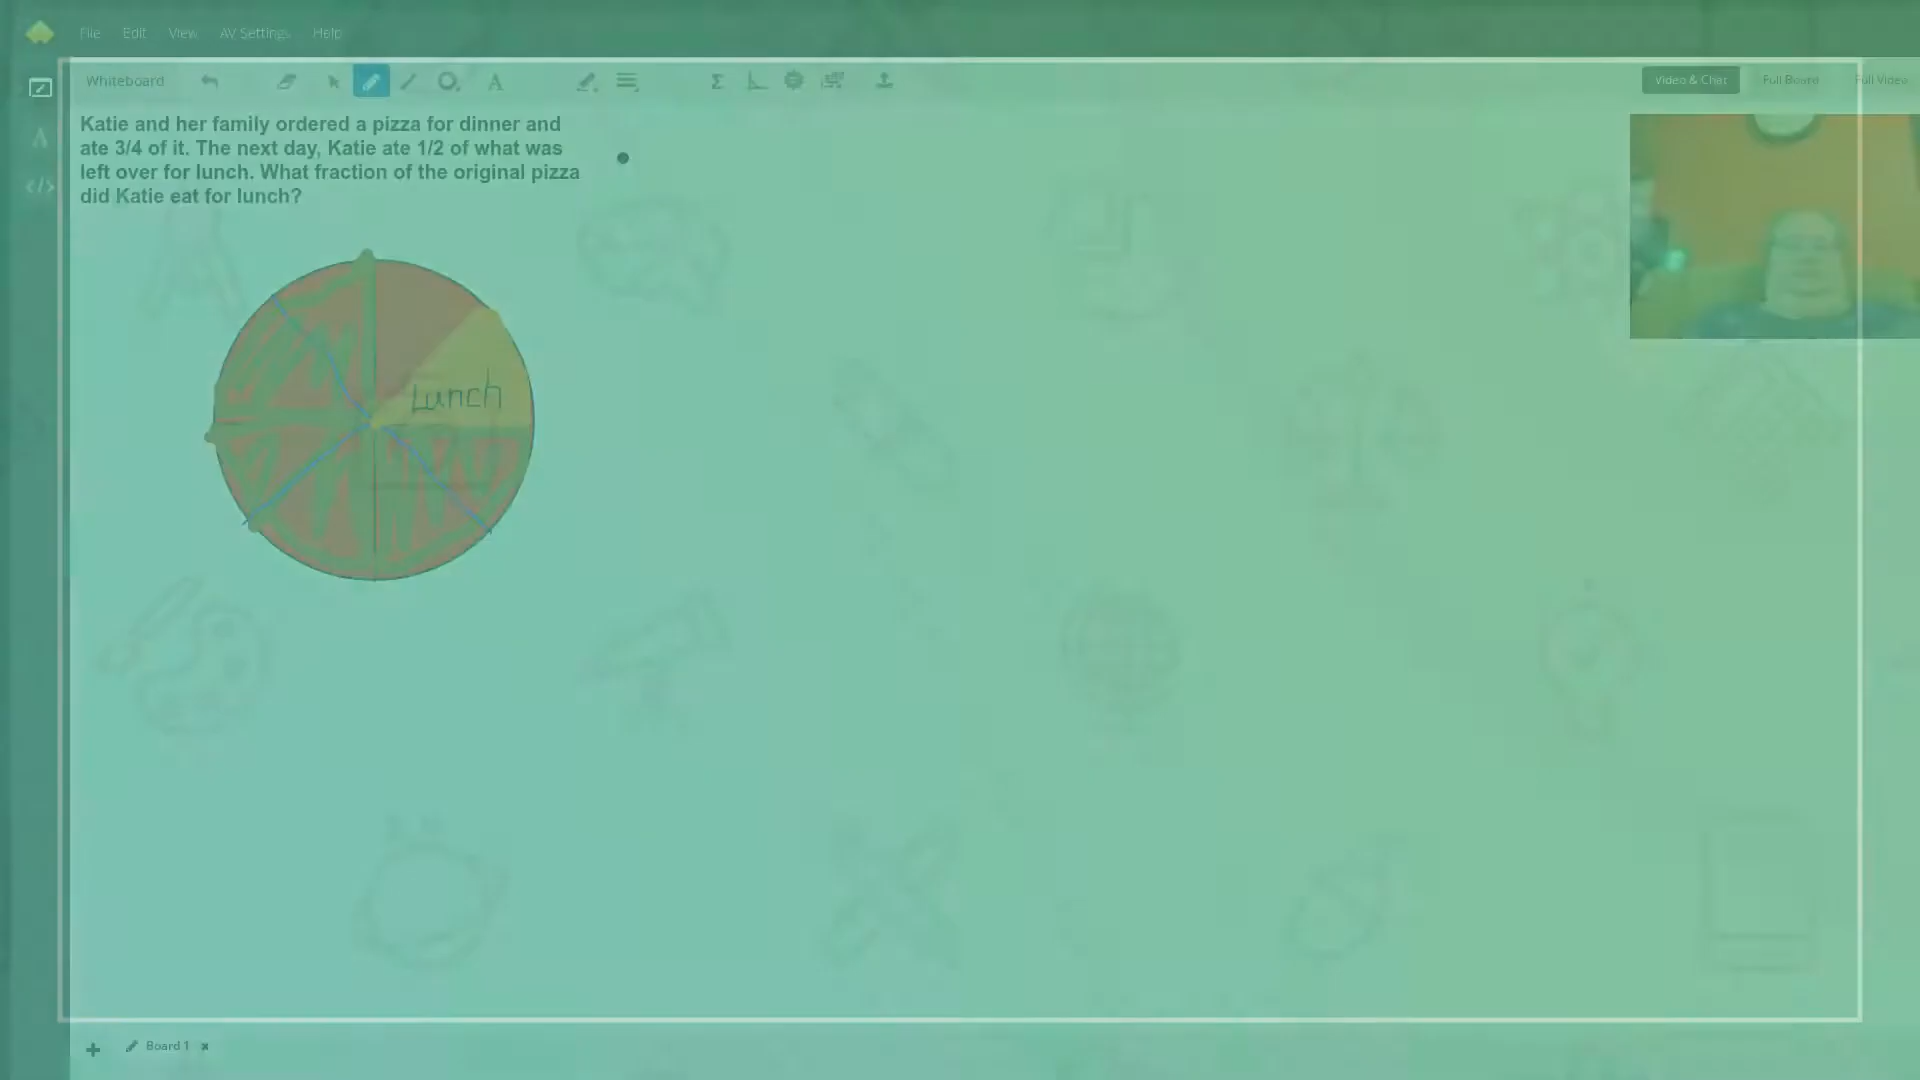 File Edit View AV Settings Help
Whiteboard
Video & Chat Full Board Full Video
Katie and her family ordered a pizza for dinner and
ate 3/4 of it. The next day, Katie ate 1/2 of what was
left over for lunch. What fraction of the original pizza
did Katie eat for lunch?
Lunch
Board 1